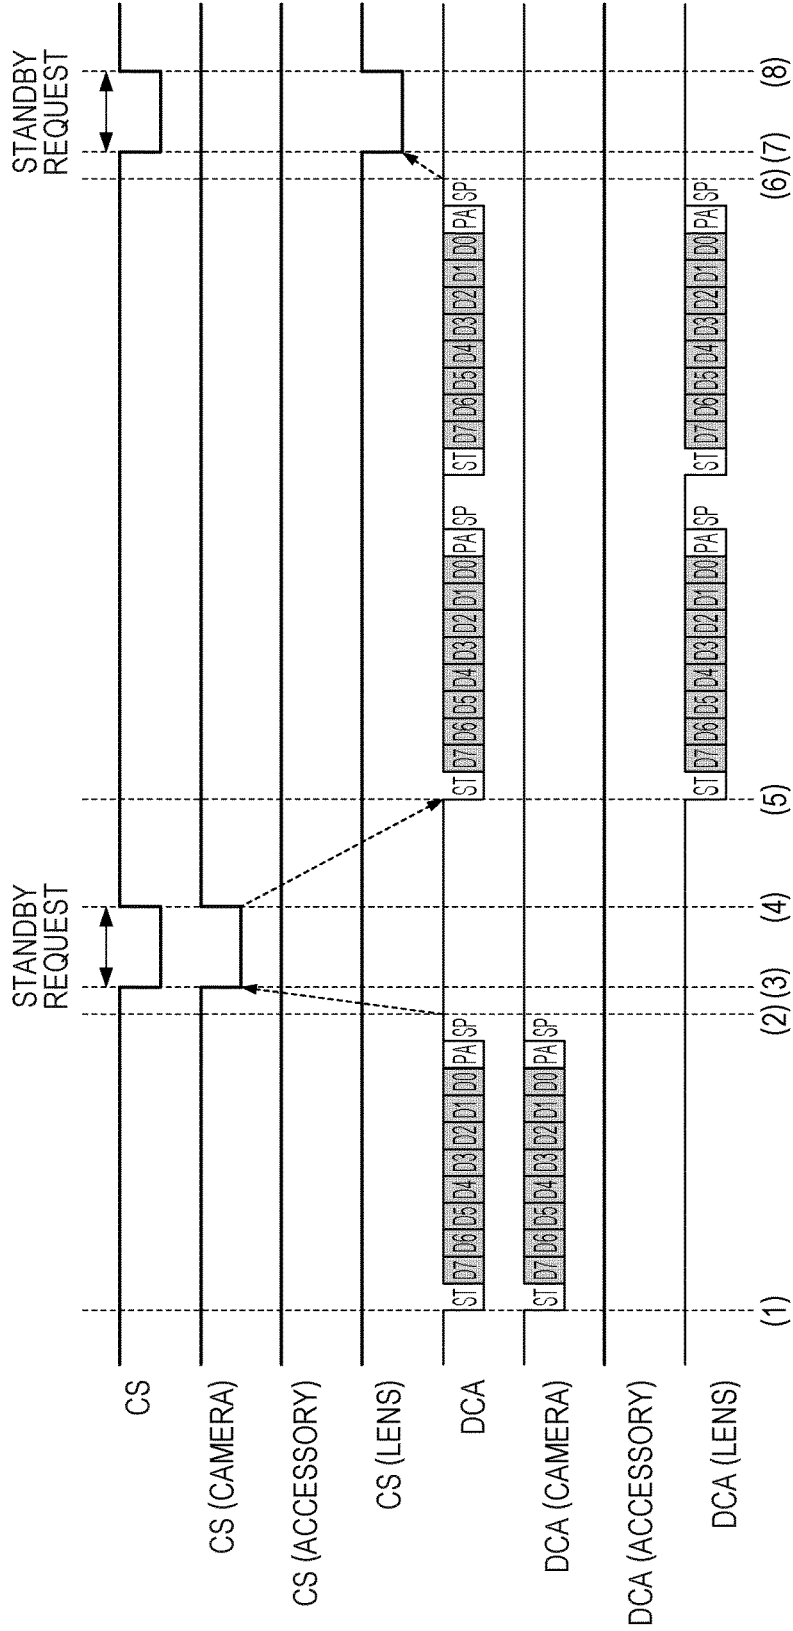 STANDBY
REQUEST
STANDBY
REQUEST
CS
CS (CAMERA)
CS (ACCESSORY)
CS (LENS)
DCA
ST D7 D6 D5 D4 D3 D2 D1 D0 PA SP
ST D7 D6 D5 D4 D3 D2 D1 D0 PA SP
ST D7 D6 D5 D4 D3 D2 D1 D0 PA SP
DCA (CAMERA)
ST D7 D6 D5 D4 D3 D2 D1 D0 PA SP
DCA (ACCESSORY)
DCA (LENS)
ST D7 D6 D5 D4 D3 D2 D1 D0 PA SP
ST D7 D6 D5 D4 D3 D2 D1 D0 PA SP
(1) (2) (3) (4) (5) (6) (7) (8)